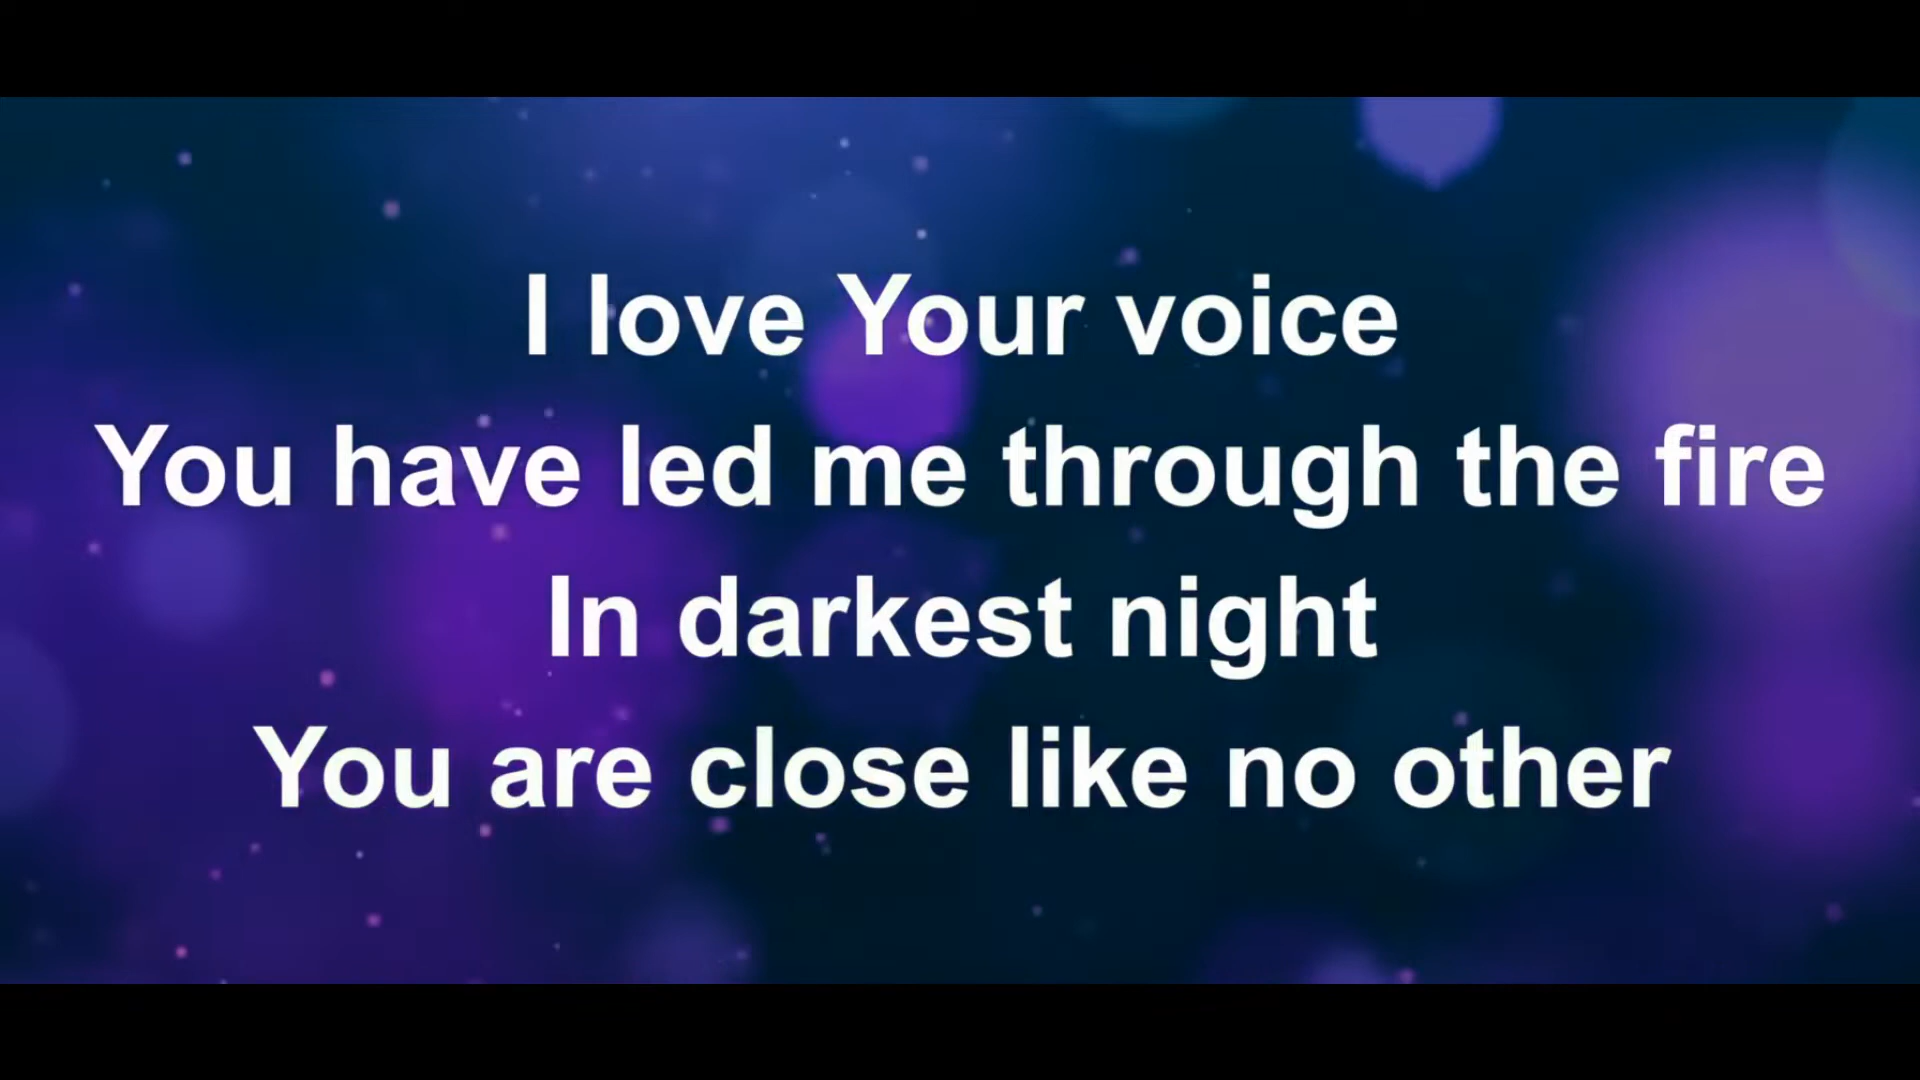 I love Your voice
You have led me through the fire
In darkest night
You are close like no other